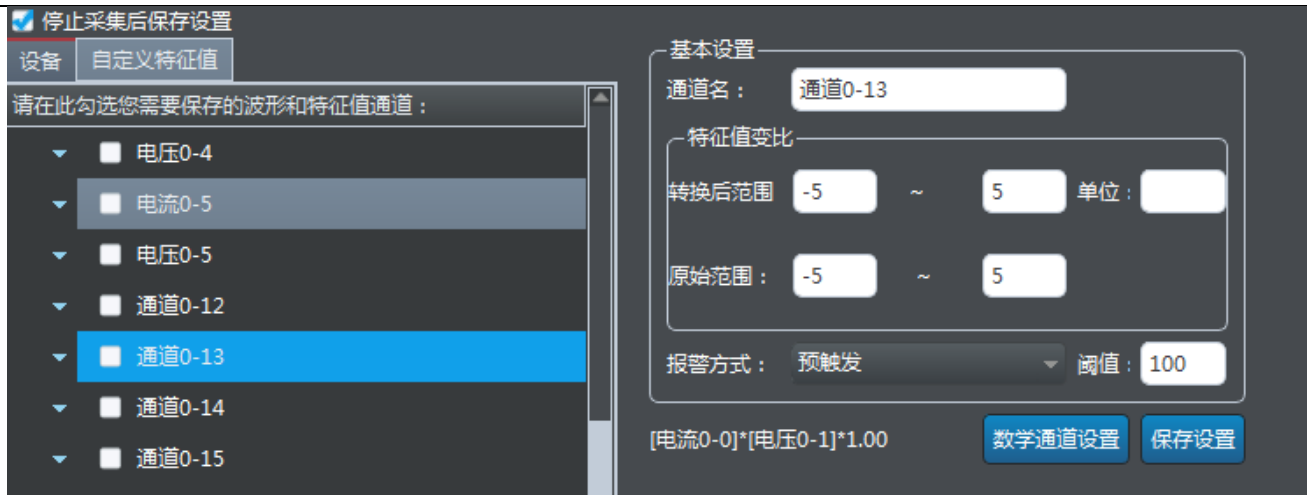 停止采集后保存设置
设备 自定义特征值
请在此勾选您需要保存的波形和特征值通道：
电压0-4
电流0-5
电压0-5
通道0-12
通道0-13
通道0-14
通道0-15
基本设置
通道名： 通道0-13
特征值变比
转换后范围 -5 ~ 5 单位：
原始范围： -5 ~ 5
报警方式： 预触发 阈值：100
[电流0-0]*[电压0-1]*1.00 数学通道设置 保存设置